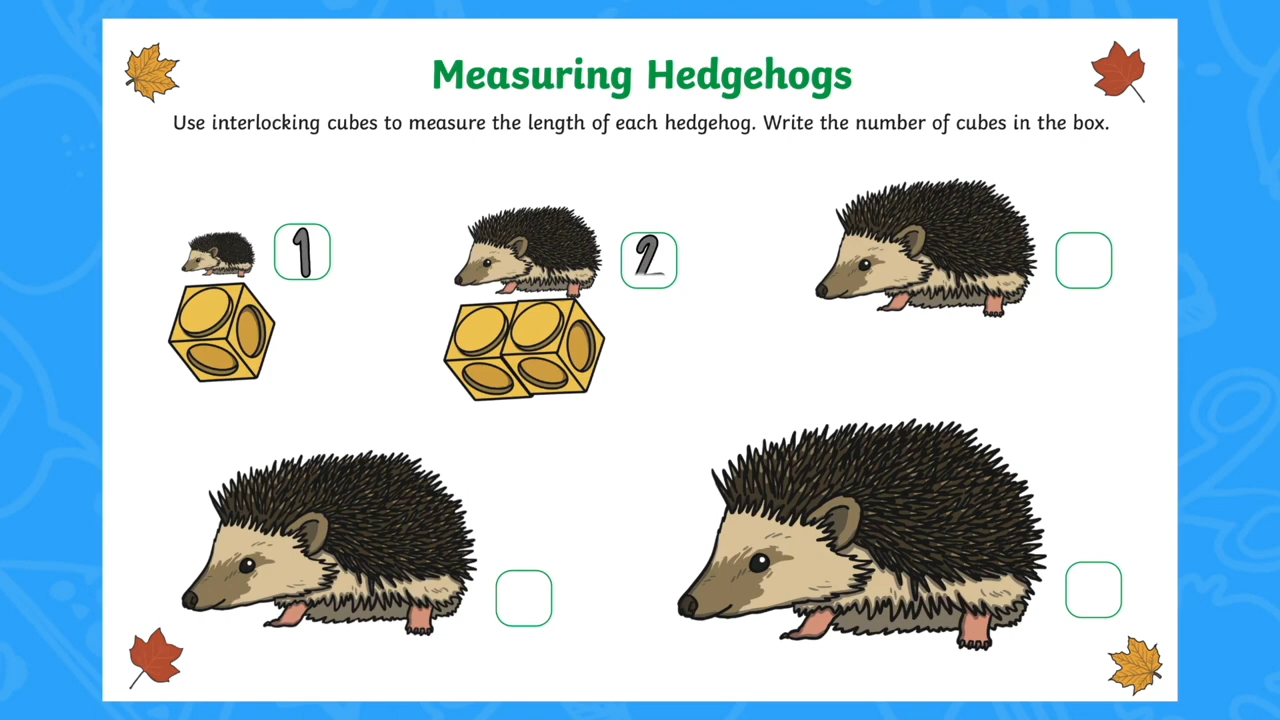 Measuring Hedgehogs
Use interlocking cubes to measure the length of each hedgehog. Write the number of cubes in the box.
1
2